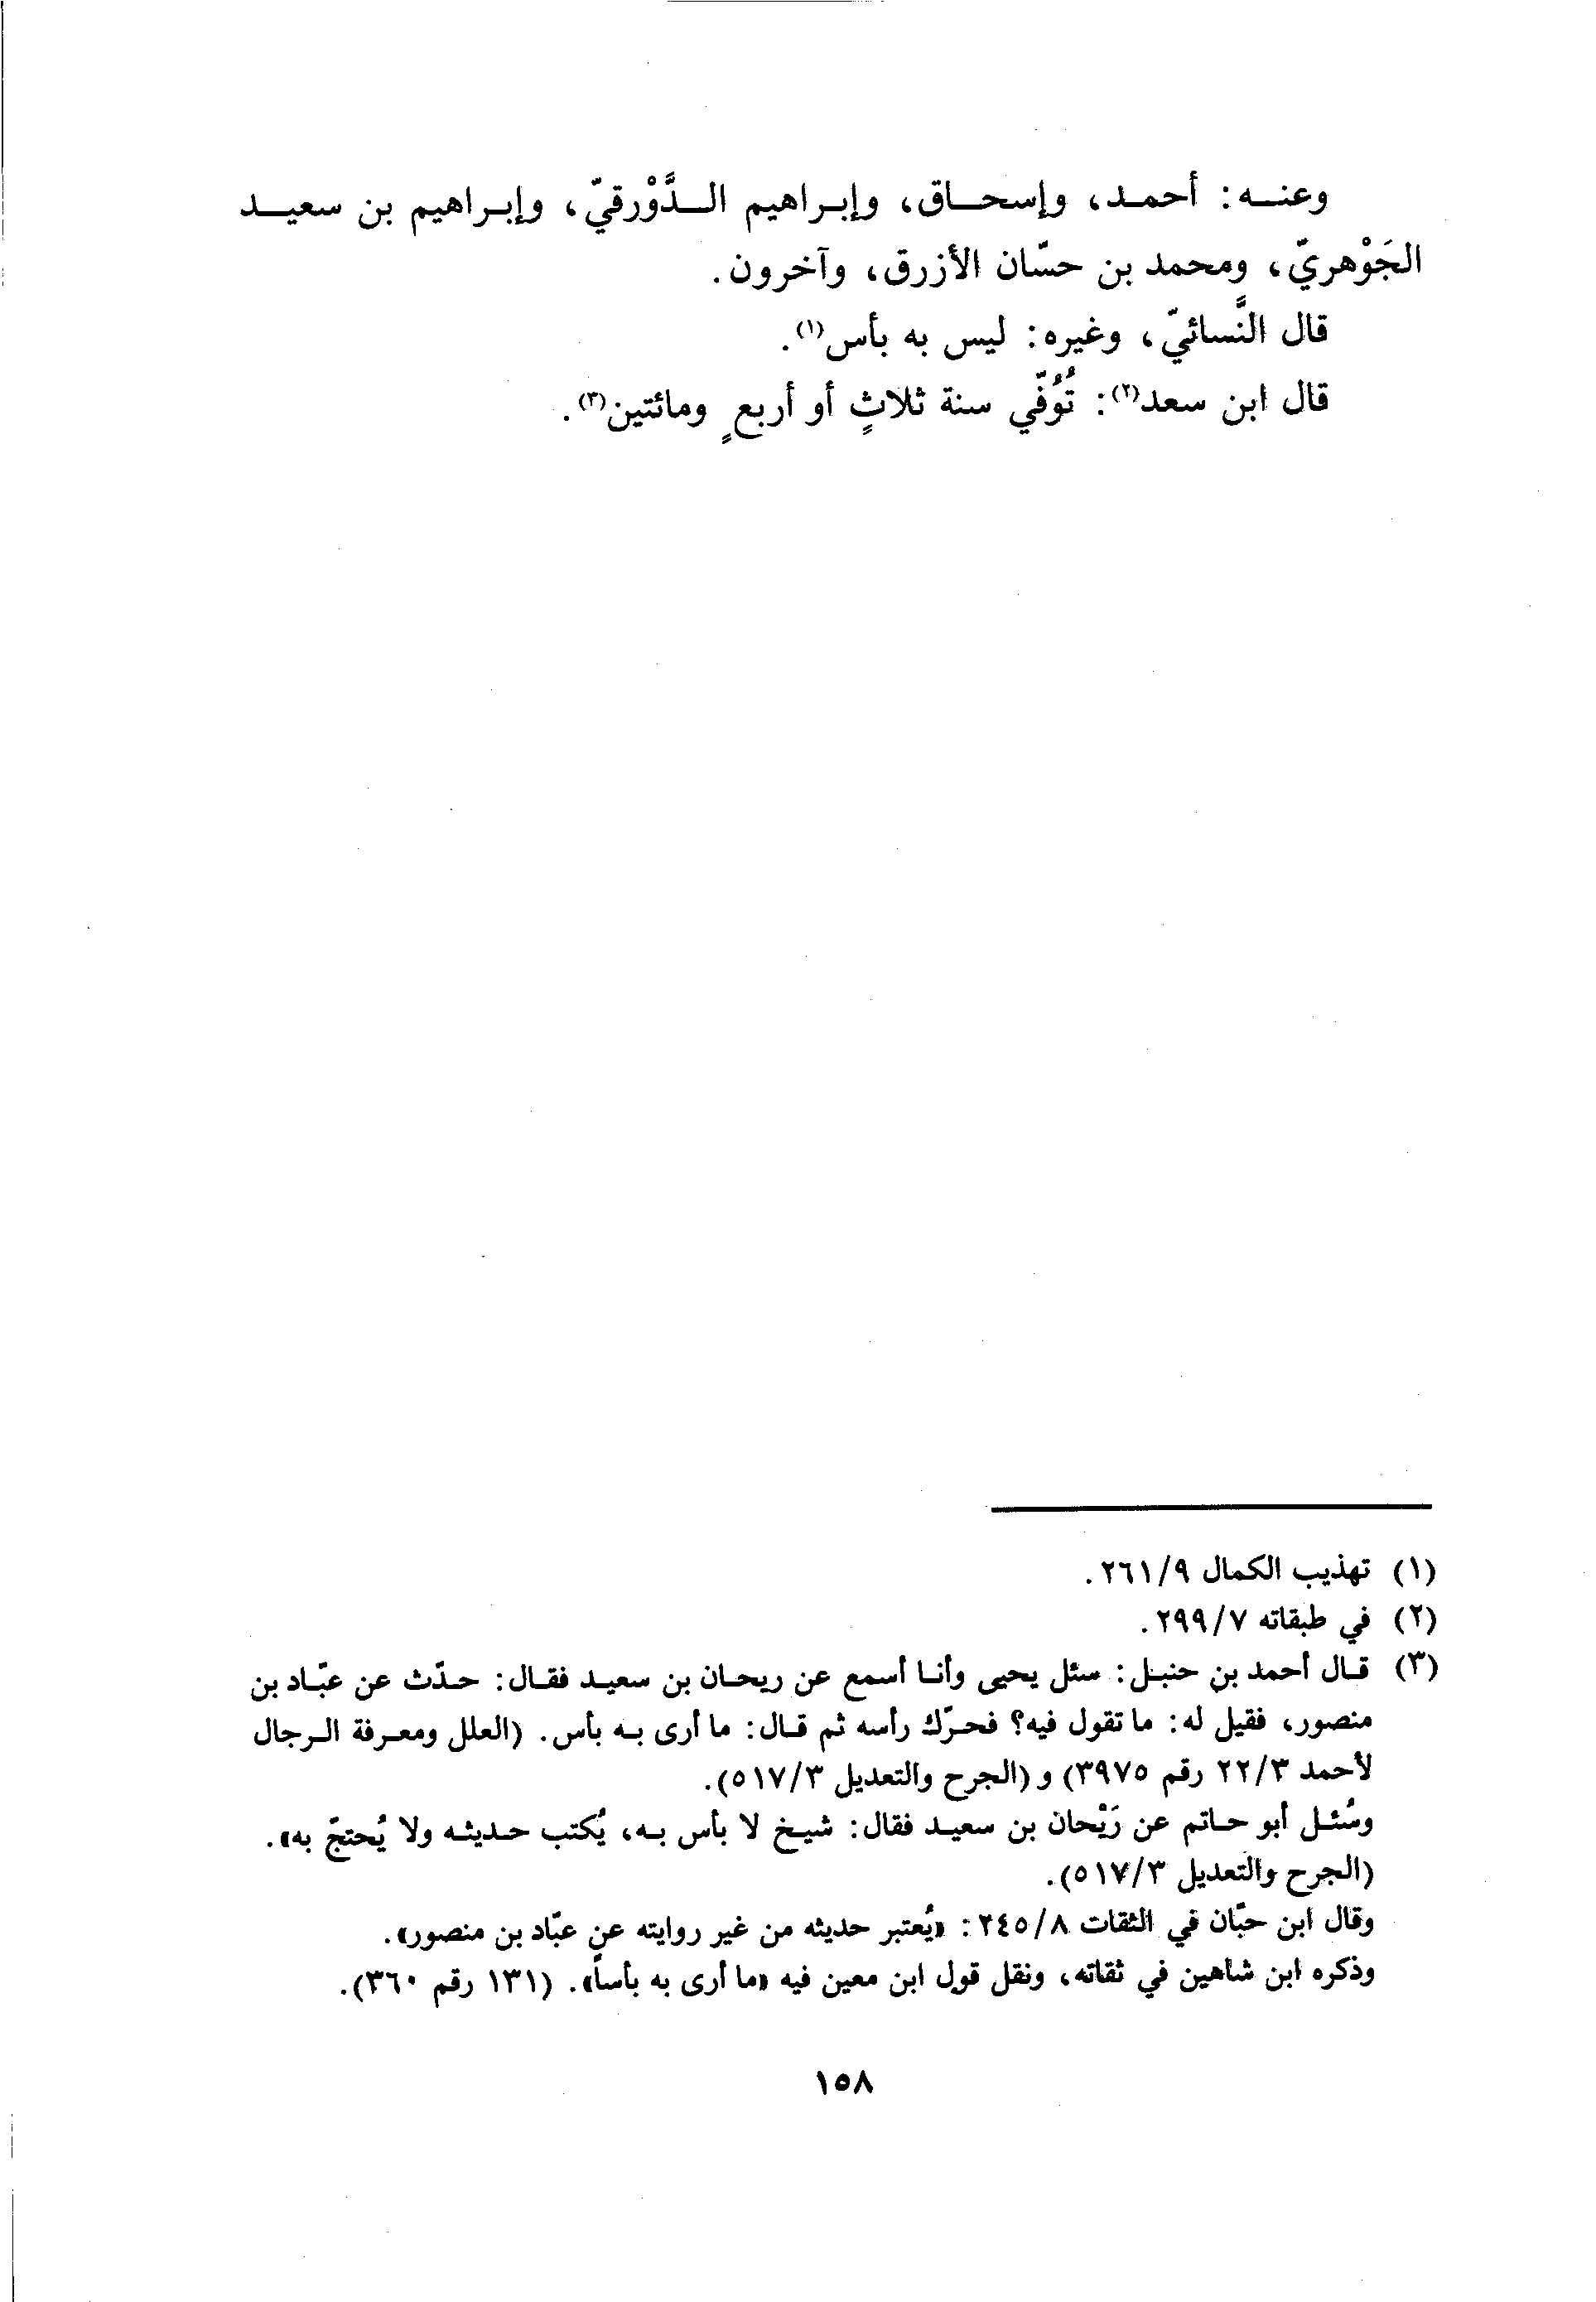 وعنه: أحمد، وإسحاق، وإبراهيم الدَّوْرقيّ، وإبراهيم بن سعيد
الجَوْهريّ، ومحمد بن حسّان الأزرق، وآخرون.
قال النَّسائيّ، وغيره: ليس به بأس(١).
قال ابن سعد(٢): تُوُفّي سنة ثلاثٍ أو أربعٍ ومائتين(٣).
(١) تهذيب الكمال ٢٦١/٩.
(٢) في طبقاته ٢٩٩/٧.
(٣) قال أحمد بن حنبل: سئل يحيى وأنا أسمع عن ريحان بن سعيد فقال: حدّث عن عبّاد بن
منصور، فقيل له: ما تقول فيه؟ فحرّك رأسه ثم قال: ما أرى به بأس. (العلل ومعرفة الرجال
لأحمد ٢٢/٣ رقم ٣٩٧٥) و(الجرح والتعديل ٥١٧/٣).
وسُئل أبو حاتم عن رَيْحان بن سعيد فقال: شيخ لا بأس به، يُكتب حديثه ولا يُحتجّ به».
(الجرح والتعديل ٥١٧/٣).
وقال ابن حبّان في الثقات ٢٤٥/٨: «يُعتبر حديثه من غير روايته عن عبّاد بن منصور».
وذكره ابن شاهين في ثقاته، ونقل قول ابن معين فيه «ما أرى به بأساً». (١٣١ رقم ٣٦٠).
١٥٨